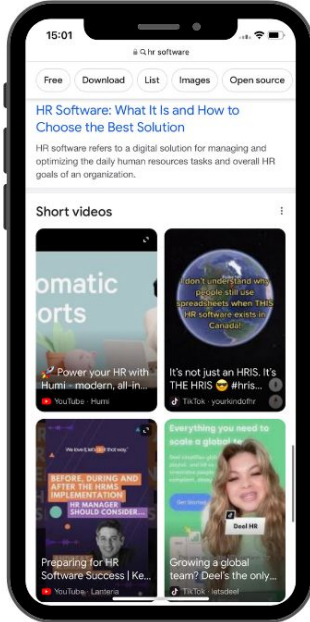 15:01
hr software
Free
Download
List
Images
Open source
HR Software: What It Is and How to
Choose the Best Solution
HR software refers to a digital solution for managing and
optimizing the daily human resources tasks and overall HR
goals of an organization.
Short videos
omatic
orts
🚀 Power your HR with
Humi - modern, all-in...
YouTube · Humi
I don't understand why
people still use
spreadsheets when THIS
HR software exists in
Canada!
It's not just an HRIS. It's
THE HRIS 😎 #hris...
TikTok · yourkindofhr
BEFORE, DURING AND
AFTER THE HRMS
IMPLEMENTATION
HR MANAGER
SHOULD CONSIDER...
Preparing for HR
Software Success | Ke...
YouTube · Lanteria
Everything you need to
scale a global te
Deel HR
Growing a global
team? Deel's the only...
TikTok · letsdeel